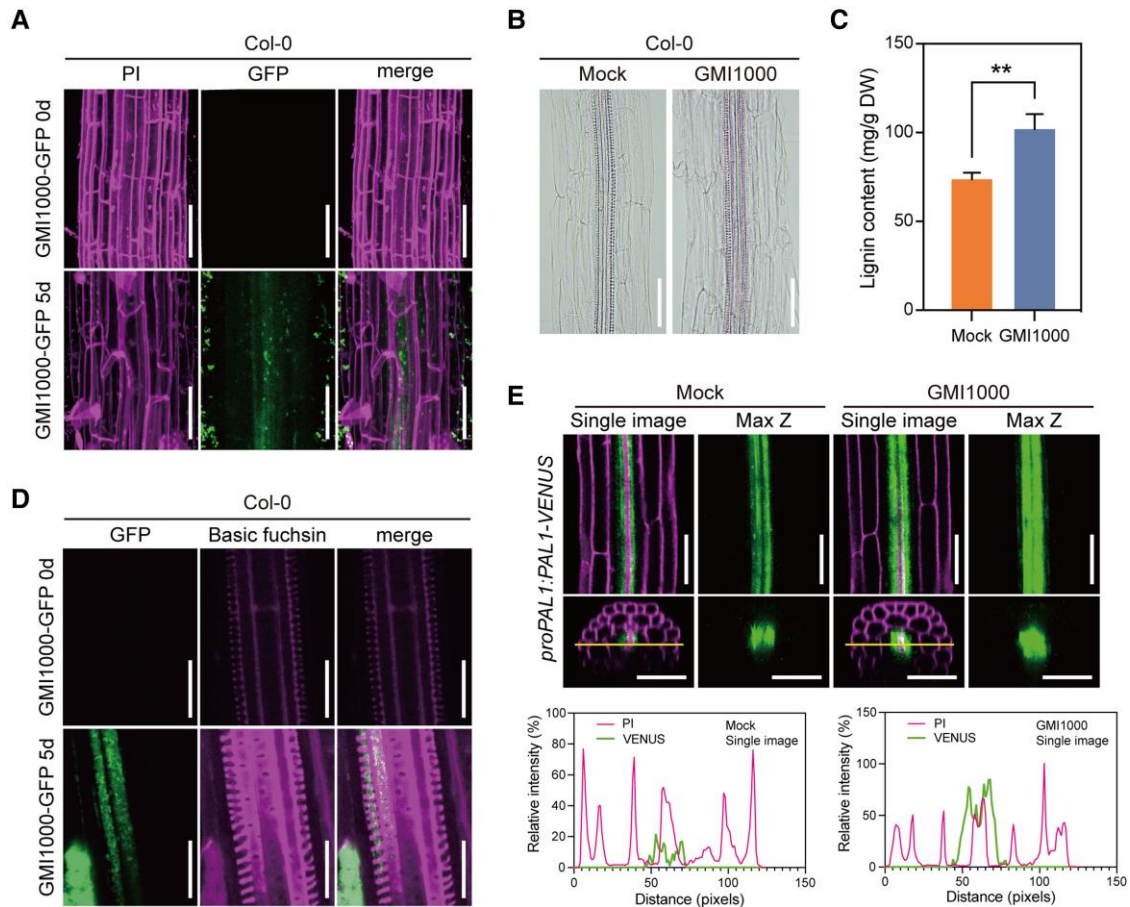 A
Col-0
PI GFP merge
GMI1000-GFP 0d
GMI1000-GFP 5d
B
Col-0
Mock GMI1000
C
Lignin content (mg/g DW)
150
100
50
0
**
Mock GMI1000
D
Col-0
GFP Basic fuchsin merge
GMI1000-GFP 0d
GMI1000-GFP 5d
E
Mock GMI1000
Single image Max Z Single image Max Z
proPAL1:PAL1-VENUS
Relative intensity (%)
100
80
60
40
20
0
PI
VENUS
Mock
Single image
0 50 100 150
Distance (pixels)
Relative intensity (%)
150
100
50
0
PI
VENUS
GMI1000
Single image
0 50 100 150
Distance (pixels)